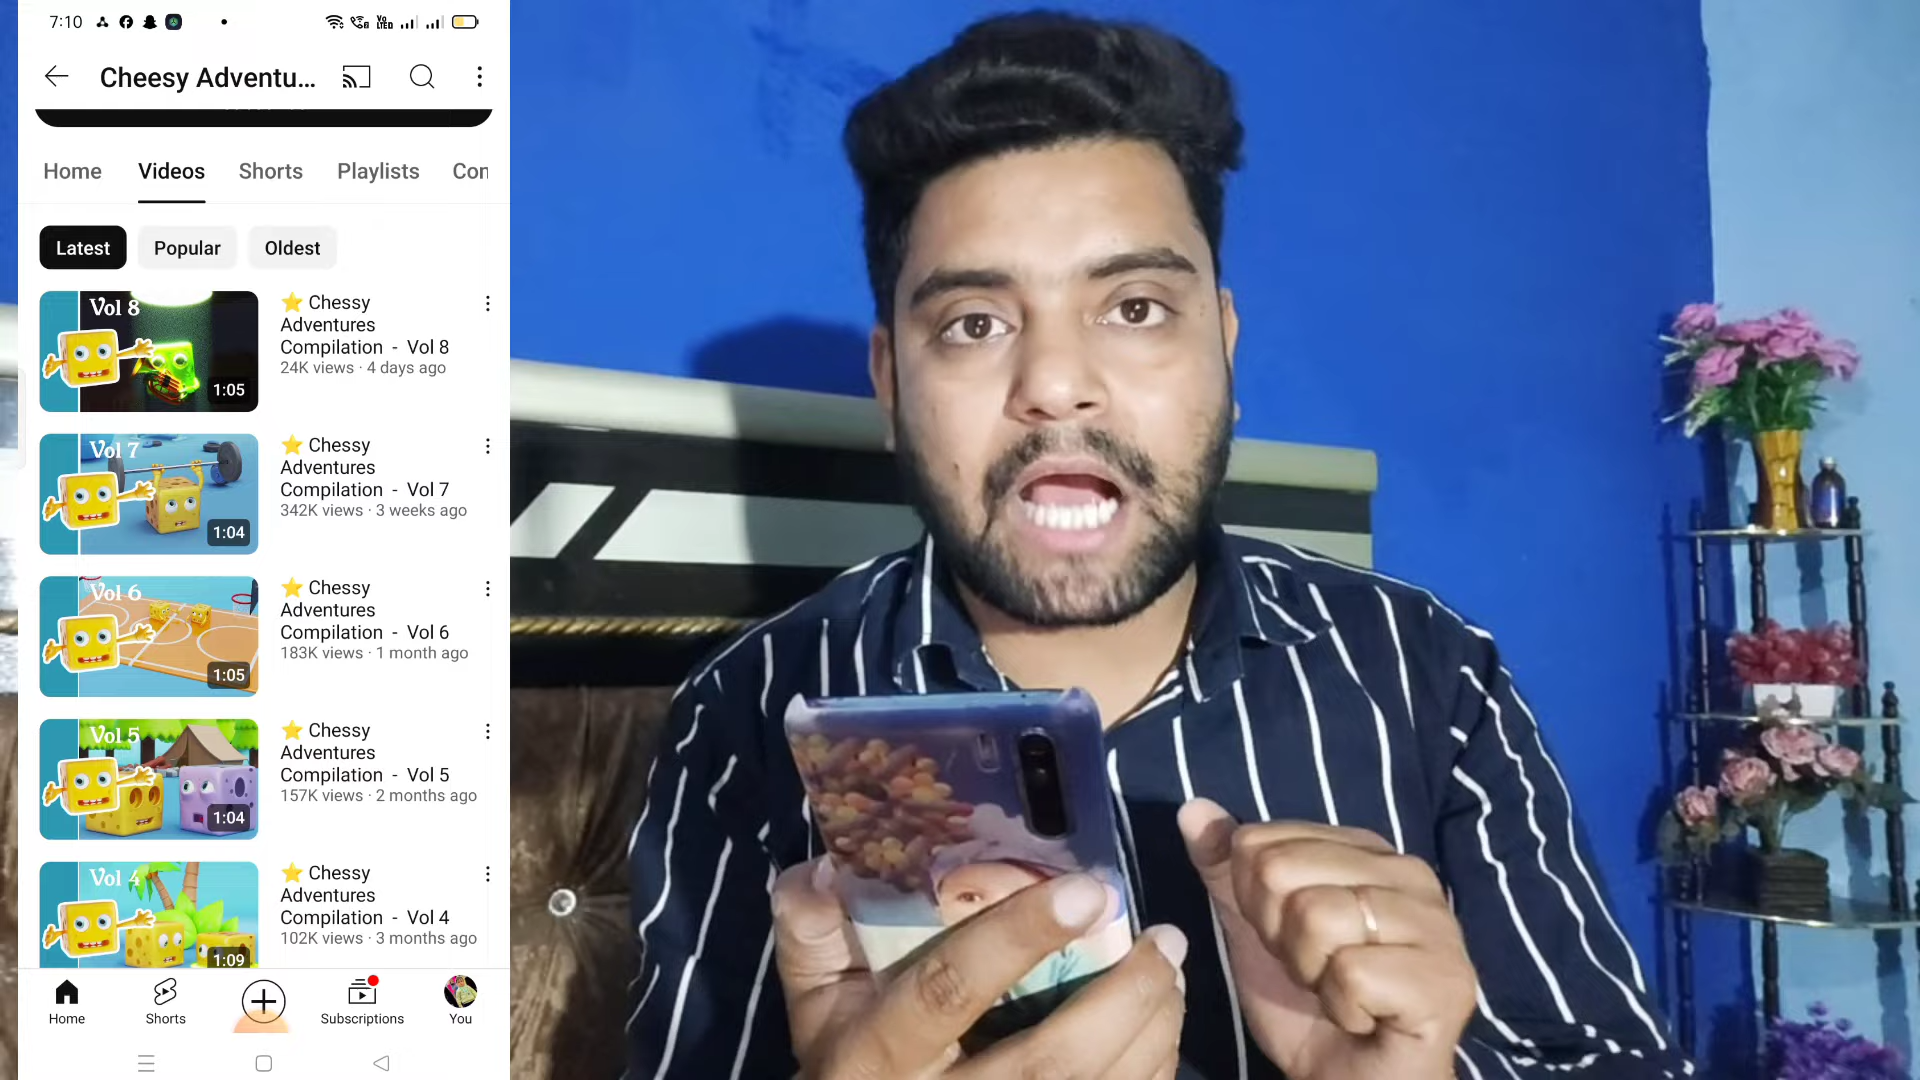 7:10
Vo
LTE
Cheesy Adventu...
Home
Videos
Shorts
Playlists
Con
Latest
Popular
Oldest
Vol 8
1:05
⭐ Chessy
Adventures
Compilation - Vol 8
24K views · 4 days ago
Vol 7
1:04
⭐ Chessy
Adventures
Compilation - Vol 7
342K views · 3 weeks ago
Vol 6
1:05
⭐ Chessy
Adventures
Compilation - Vol 6
183K views · 1 month ago
Vol 5
1:04
⭐ Chessy
Adventures
Compilation - Vol 5
157K views · 2 months ago
Vol 4
1:09
⭐ Chessy
Adventures
Compilation - Vol 4
102K views · 3 months ago
Home
Shorts
Subscriptions
You